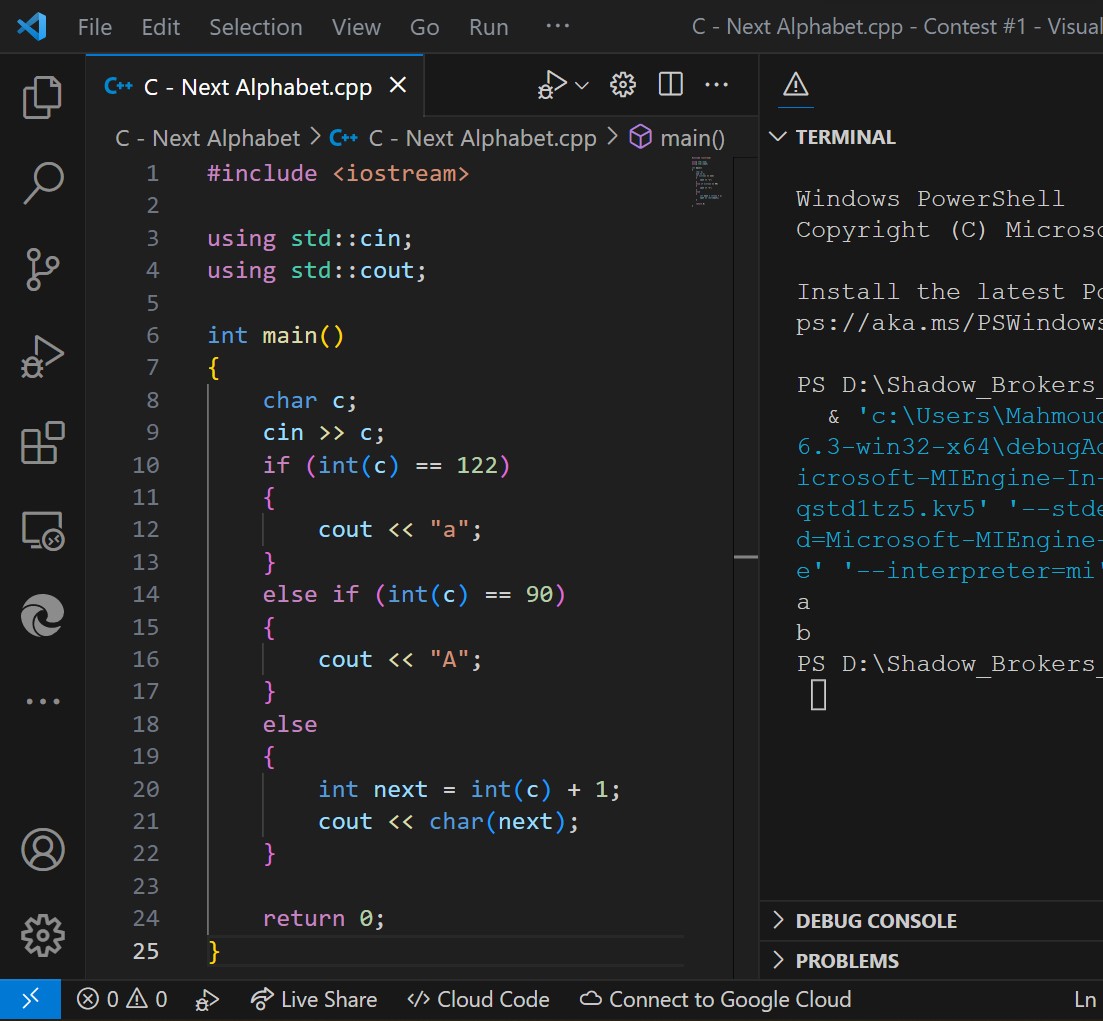 File Edit Selection View Go Run ··· C - Next Alphabet.cpp - Contest #1 - Visual
C++ C - Next Alphabet.cpp
C - Next Alphabet > C++ C - Next Alphabet.cpp > main()
1 #include <iostream>
2
3 using std::cin;
4 using std::cout;
5
6 int main()
7 {
8 char c;
9 cin >> c;
10 if (int(c) == 122)
11 {
12 cout << "a";
13 }
14 else if (int(c) == 90)
15 {
16 cout << "A";
17 }
18 else
19 {
20 int next = int(c) + 1;
21 cout << char(next);
22 }
23
24 return 0;
25 }
TERMINAL
Windows PowerShell
Copyright (C) Microso
Install the latest Po
ps://aka.ms/PSWindows
PS D:\Shadow_Brokers_
& 'c:\Users\Mahmoud
6.3-win32-x64\debugAd
icrosoft-MIEngine-In-
qstd1tz5.kv5' '--stde
d=Microsoft-MIEngine-
e' '--interpreter=mi'
a
b
PS D:\Shadow_Brokers_
DEBUG CONSOLE
PROBLEMS
0 0 Live Share </> Cloud Code Connect to Google Cloud Ln